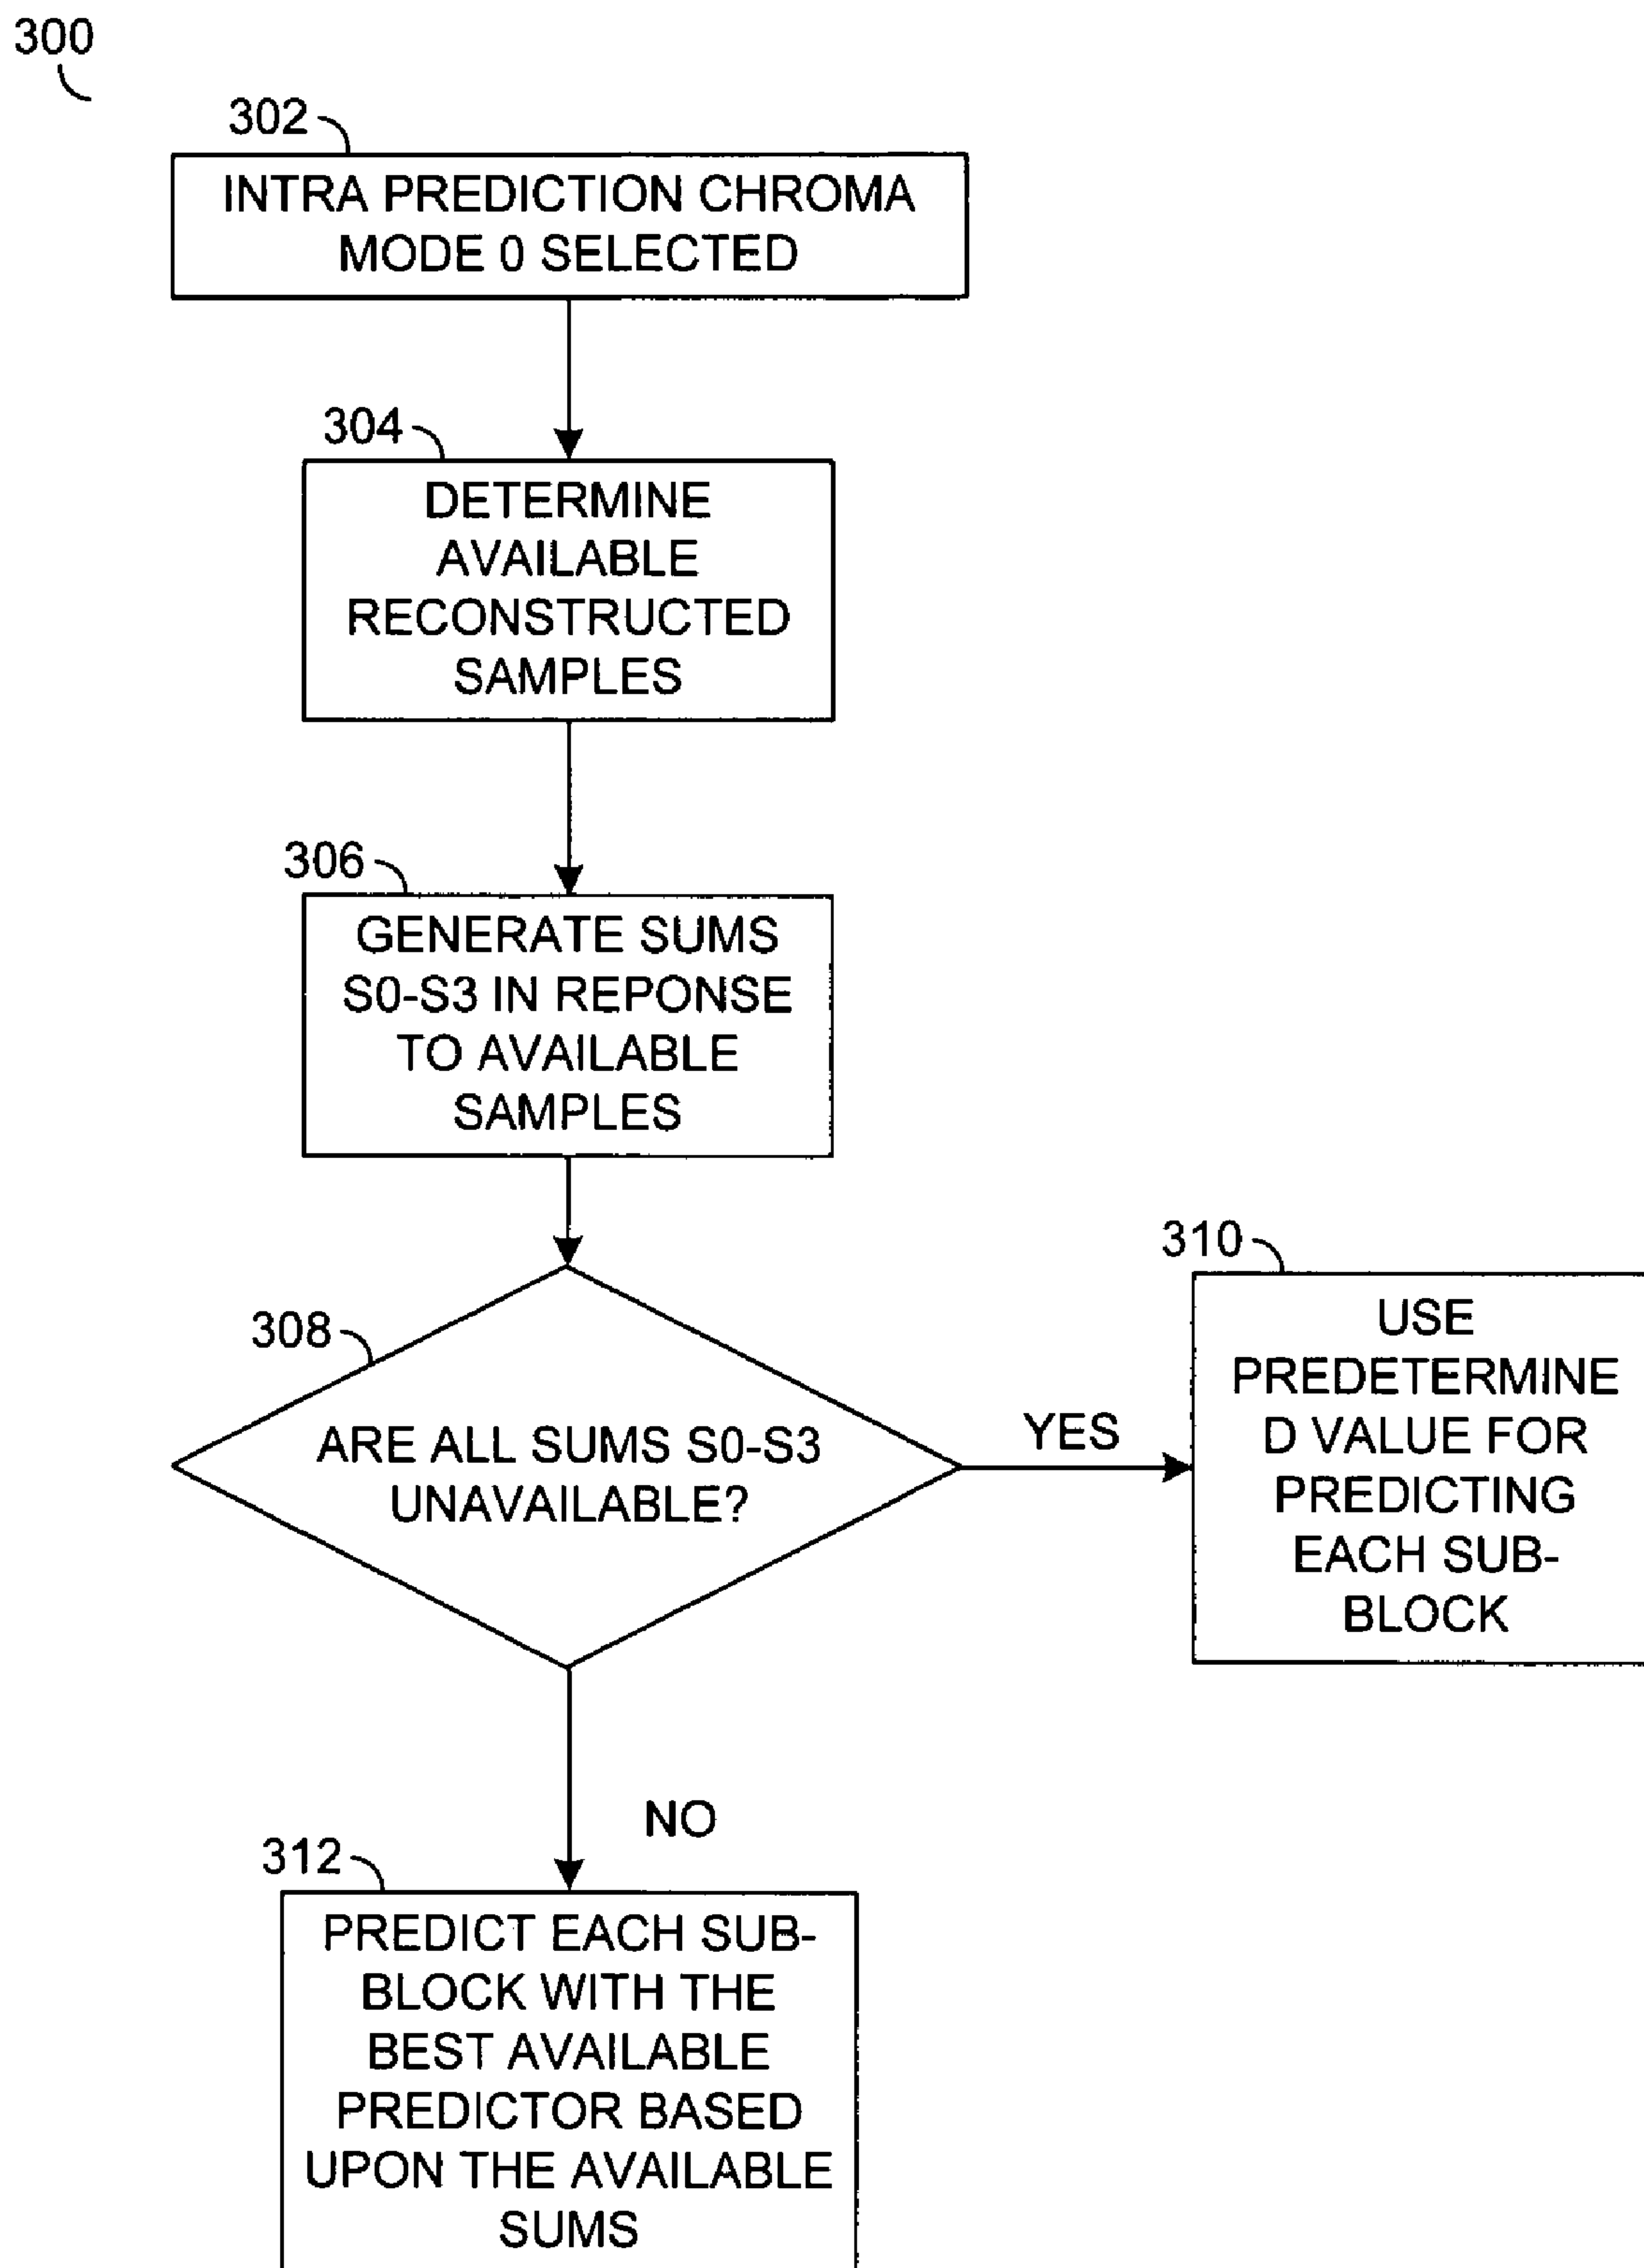 300
302
INTRA PREDICTION CHROMA
MODE 0 SELECTED
304
DETERMINE
AVAILABLE
RECONSTRUCTED
SAMPLES
306
GENERATE SUMS
S0-S3 IN REPONSE
TO AVAILABLE
SAMPLES
308
ARE ALL SUMS S0-S3
UNAVAILABLE?
YES
310
USE
PREDETERMINE
D VALUE FOR
PREDICTING
EACH SUB-
BLOCK
NO
312
PREDICT EACH SUB-
BLOCK WITH THE
BEST AVAILABLE
PREDICTOR BASED
UPON THE AVAILABLE
SUMS